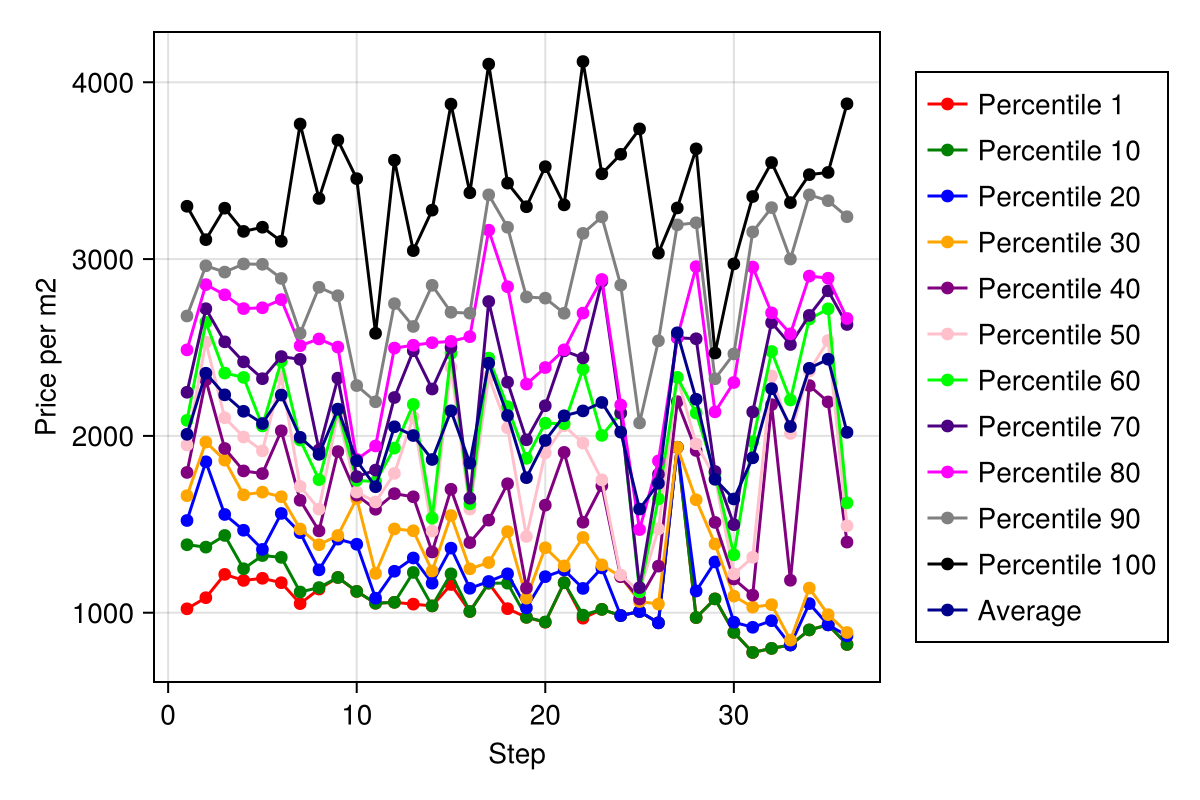 4000
3000
2000
1000
Price per m2
0 10 20 30
Step
Percentile 1
Percentile 10
Percentile 20
Percentile 30
Percentile 40
Percentile 50
Percentile 60
Percentile 70
Percentile 80
Percentile 90
Percentile 100
Average